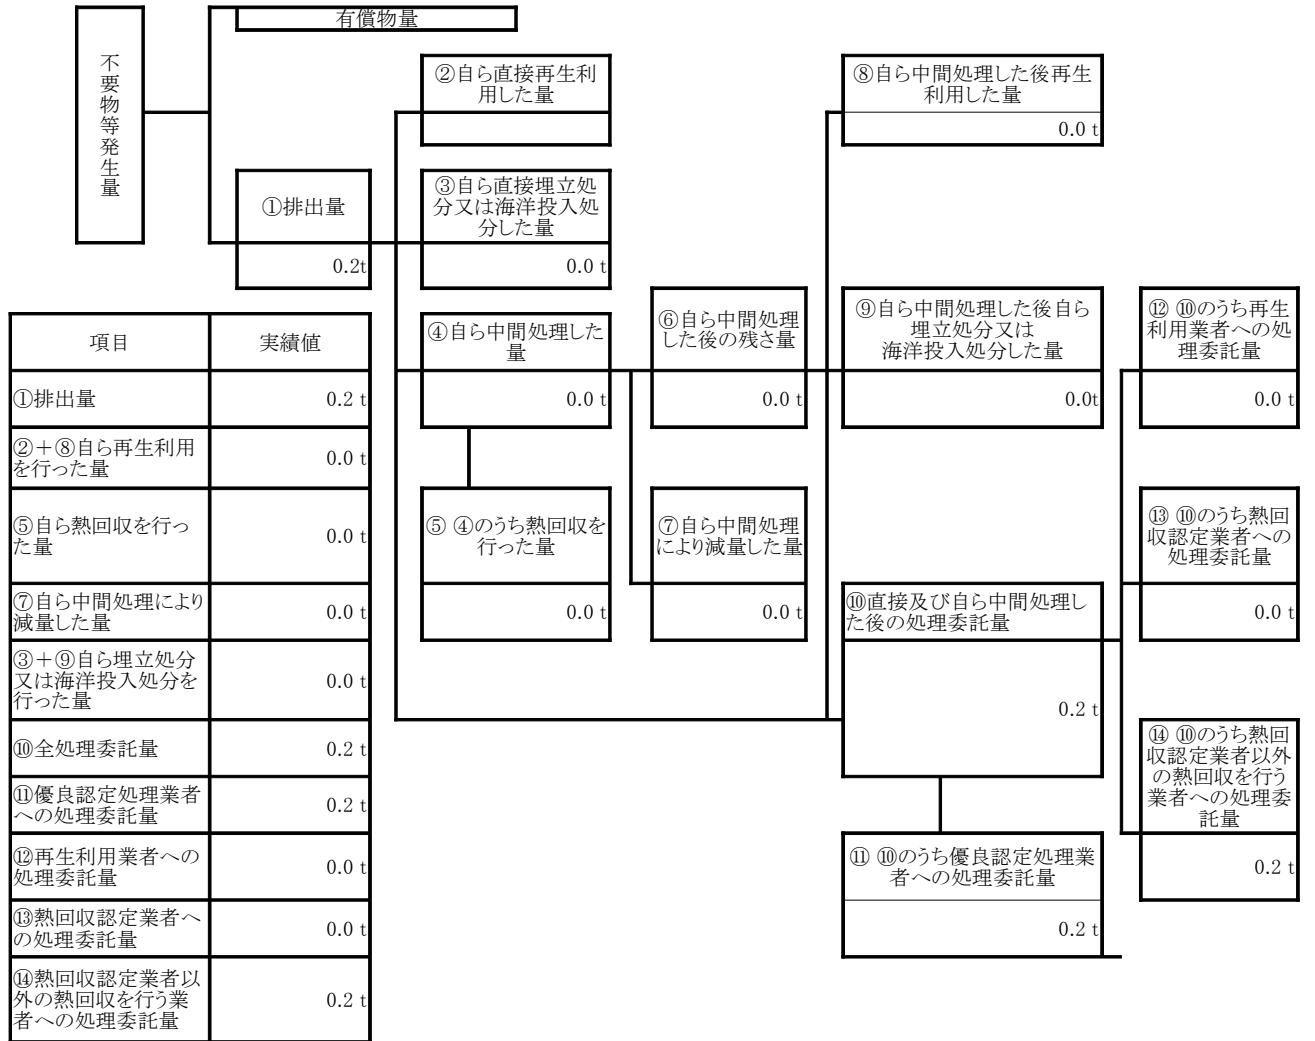 有償物量
不要物等発生量
②自ら直接再生利
用した量
⑧自ら中間処理した後再生
利用した量
0.0 t
①排出量
0.2t
③自ら直接埋立処
分又は海洋投入処
分した量
0.0 t
④自ら中間処理した
量
0.0 t
⑥自ら中間処理
した後の残さ量
0.0 t
⑨自ら中間処理した後自ら
埋立処分又は
海洋投入処分した量
0.0t
⑫ ⑩のうち再生
利用業者への処
理委託量
0.0 t
⑤ ④のうち熱回収を
行った量
0.0 t
⑦自ら中間処理
により減量した量
0.0 t
⑩直接及び自ら中間処理し
た後の処理委託量
0.2 t
⑬ ⑩のうち熱回
収認定業者への
処理委託量
0.0 t
⑭ ⑩のうち熱回
収認定業者以外
の熱回収を行う
業者への処理委
託量
0.2 t
⑪ ⑩のうち優良認定処理業
者への処理委託量
0.2 t
項目 実績値
①排出量 0.2 t
②＋⑧自ら再生利用
を行った量 0.0 t
⑤自ら熱回収を行っ
た量 0.0 t
⑦自ら中間処理により
減量した量 0.0 t
③＋⑨自ら埋立処分
又は海洋投入処分を
行った量 0.0 t
⑩全処理委託量 0.2 t
⑪優良認定処理業者
への処理委託量 0.2 t
⑫再生利用業者への
処理委託量 0.0 t
⑬熱回収認定業者へ
の処理委託量 0.0 t
⑭熱回収認定業者以
外の熱回収を行う業
者への処理委託量 0.2 t